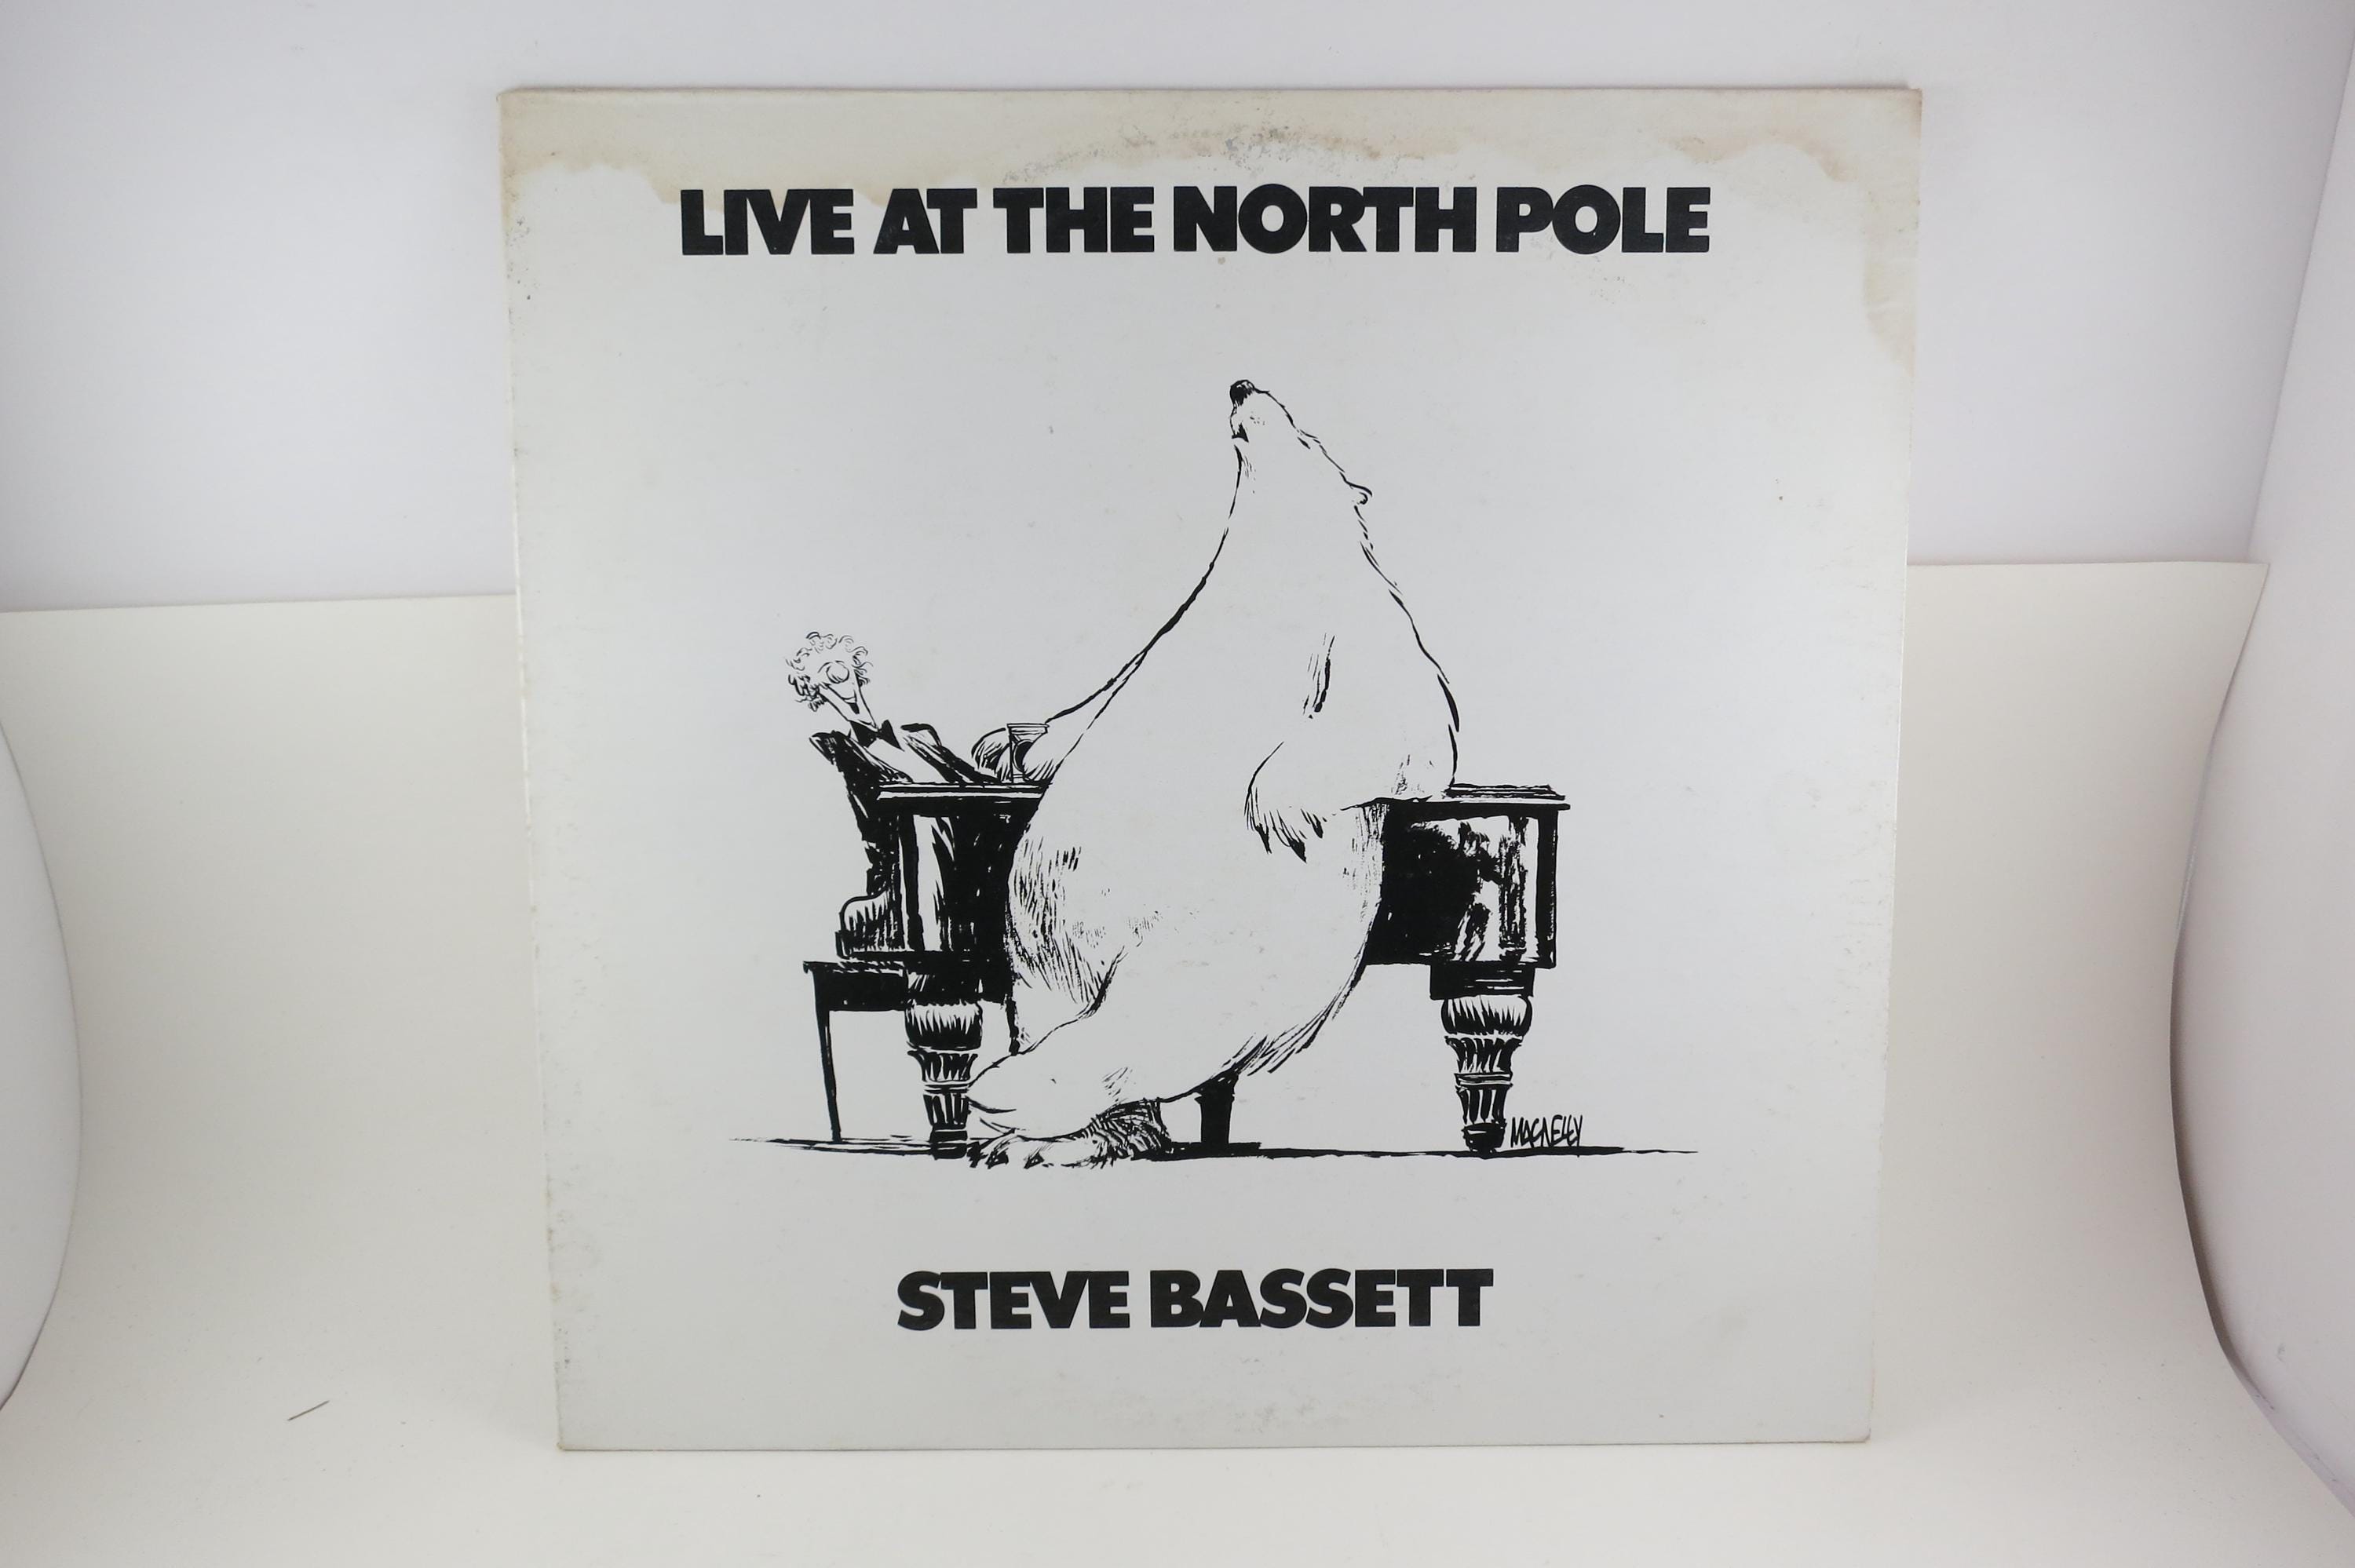 LIVE AT THE NORTH POLE
MACNELLY
STEVE BASSETT